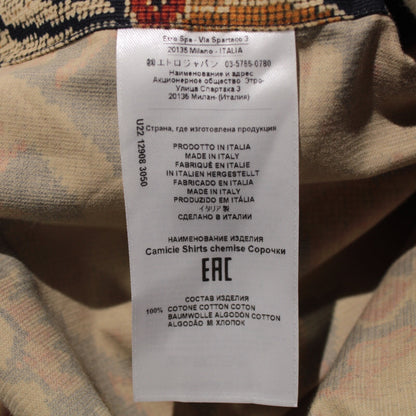 Etro Spa - Via Spartaco 3
20135 Milano - ITALIA
㈱エトロジャパン 03-5765-0780
Наименование и адрес
Акционерное общество Этро-
Улица Спартака 3
20135 Милан- (Италия)
U22 12908 3050
Страна, где изготовлена продукция
PRODOTTO IN ITALIA
MADE IN ITALY
FABRIQUÉ EN ITALIE
IN ITALIEN HERGESTELLT
FABRICADO EN ITALIA
MADE IN ITALY
PRODUZIDO EM ITÁLIA
イタリア製
СДЕЛАНО В ИТАЛИИ
НАИМЕНОВАНИЕ ИЗДЕЛИЯ
Camicie Shirts chemise Сорочки
EAC
СОСТАВ ИЗДЕЛИЯ
100% COTONE COTTON COTON
BAUMWOLLE ALGODÓN COTTON
ALGODÃO 綿 ХЛОПОК